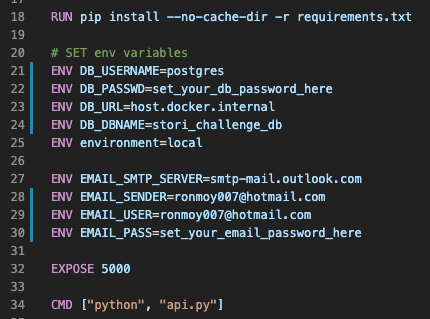 18 RUN pip install --no-cache-dir -r requirements.txt
19
20 # SET env variables
21 ENV DB_USERNAME=postgres
22 ENV DB_PASSWD=set_your_db_password_here
23 ENV DB_URL=host.docker.internal
24 ENV DB_DBNAME=stori_challenge_db
25 ENV environment=local
26
27 ENV EMAIL_SMTP_SERVER=smtp-mail.outlook.com
28 ENV EMAIL_SENDER=ronmoy007@hotmail.com
29 ENV EMAIL_USER=ronmoy007@hotmail.com
30 ENV EMAIL_PASS=set_your_email_password_here
31
32 EXPOSE 5000
33
34 CMD ["python", "api.py"]